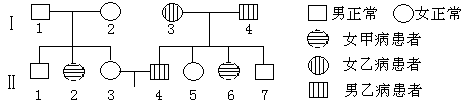 Ⅰ 1 2 3 4 男正常 女正常
女甲病患者
女乙病患者
Ⅱ 1 2 3 4 5 6 7 男乙病患者